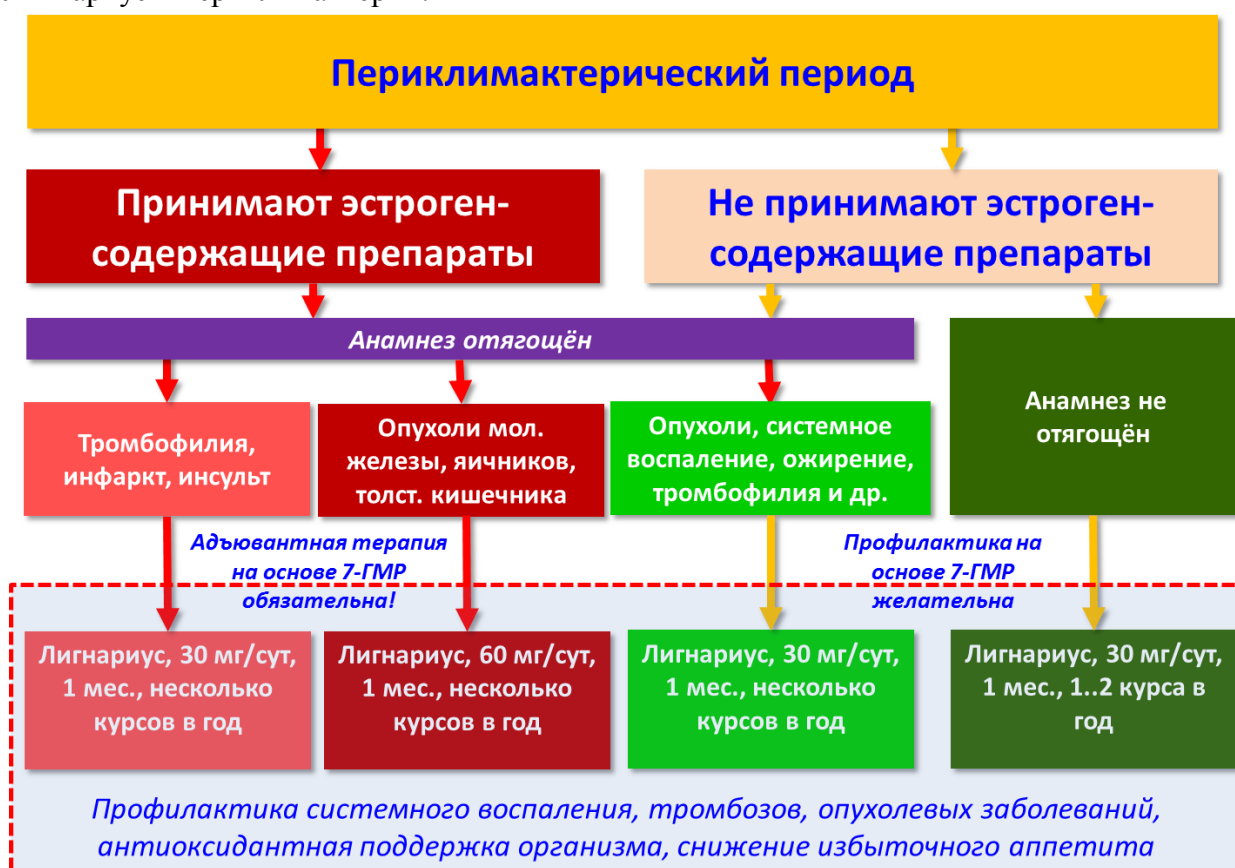 Периклимактерический период
Принимают эстроген-
содержащие препараты
Не принимают эстроген-
содержащие препараты
Анамнез отягощён
Тромбофилия,
инфаркт, инсульт
Опухоли мол.
железы, яичников,
толст. кишечника
Опухоли, системное
воспаление, ожирение,
тромбофилия и др.
Анамнез не
отягощён
Адъювантная терапия
на основе 7-ГМР
обязательна!
Профилактика на
основе 7-ГМР
желательна
Лигнариус, 30 мг/сут,
1 мес., несколько
курсов в год
Лигнариус, 60 мг/сут,
1 мес., несколько
курсов в год
Лигнариус, 30 мг/сут,
1 мес., несколько
курсов в год
Лигнариус, 30 мг/сут,
1 мес., 1..2 курса в
год
Профилактика системного воспаления, тромбозов, опухолевых заболеваний,
антиоксидантная поддержка организма, снижение избыточного аппетита